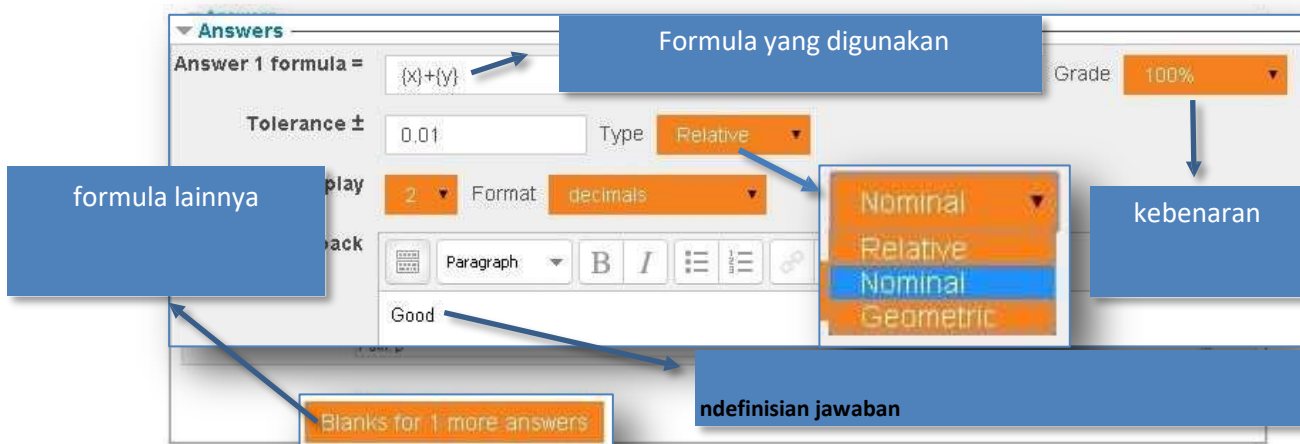 Answers
Formula yang digunakan
Answer 1 formula =
{x}+{y}
Grade
100%
Tolerance ±
0.01
Type
Relative
formula lainnya
play
2
Format
decimals
Nominal
Relative
Nominal
Geometric
kebenaran
back
Paragraph
B
I
Good
ndefinisian jawaban
Blanks for 1 more answers